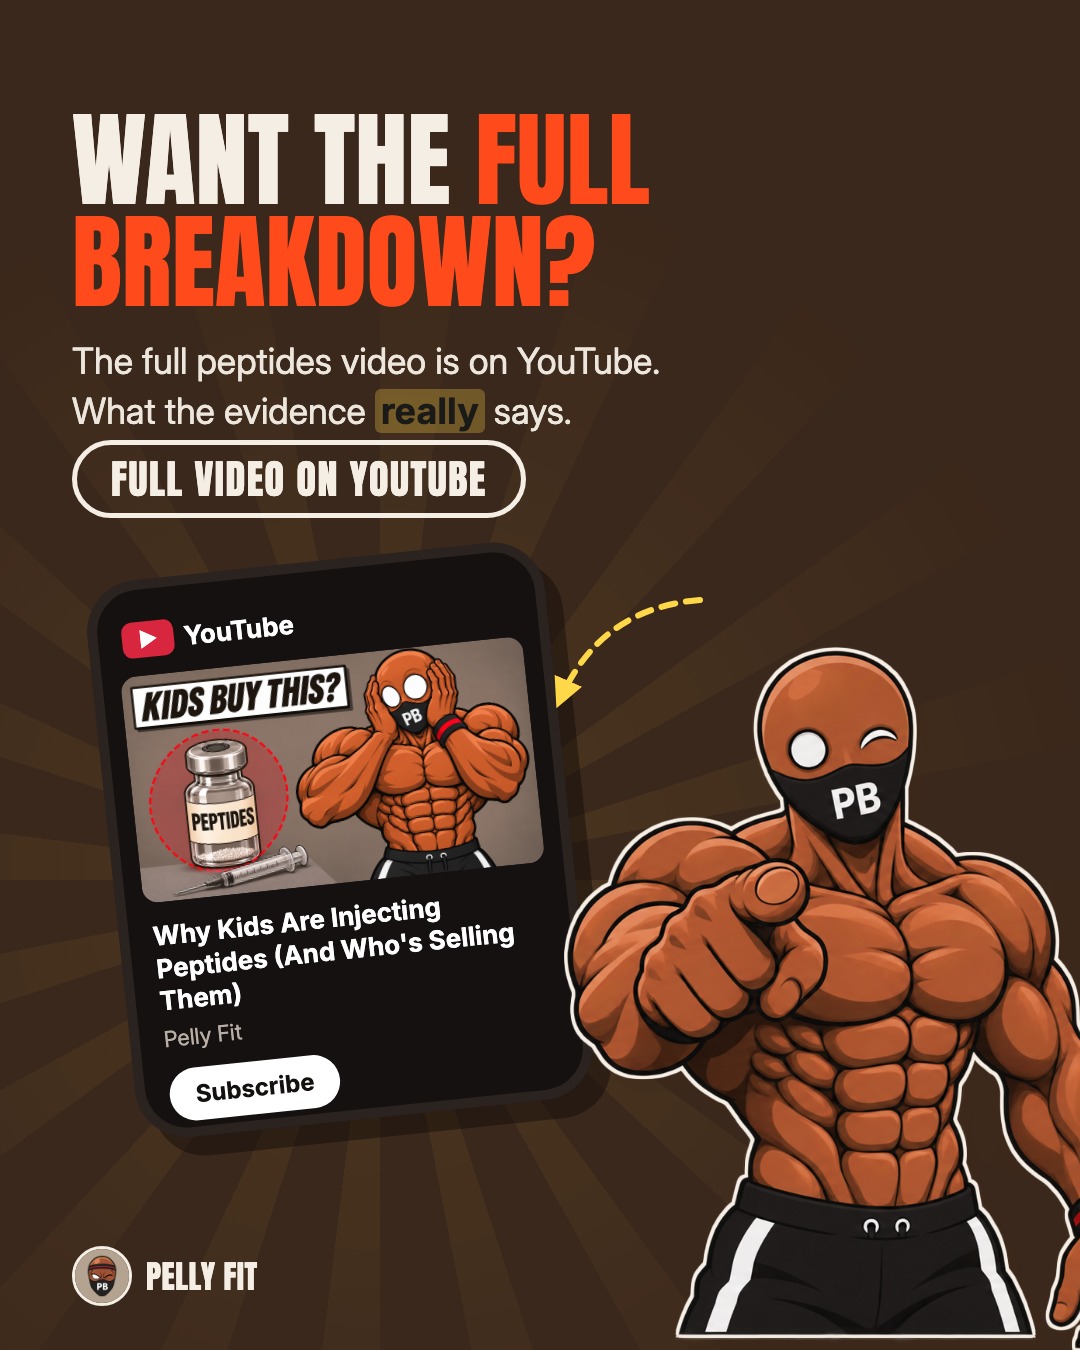 WANT THE FULL
BREAKDOWN?
The full peptides video is on YouTube.
What the evidence really says.
FULL VIDEO ON YOUTUBE
YouTube
KIDS BUY THIS?
PB
PEPTIDES
Why Kids Are Injecting
Peptides (And Who's Selling
Them)
Pelly Fit
Subscribe
PB
PB
PELLY FIT